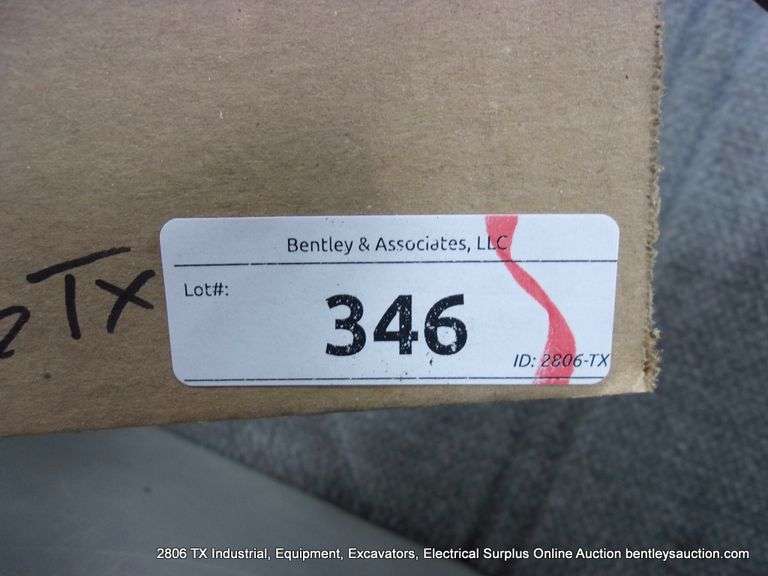 Bentley & Associates, LLC
Lot#:
346
ID: 2806-TX
TX
2806 TX Industrial, Equipment, Excavators, Electrical Surplus Online Auction bentleysauction.com